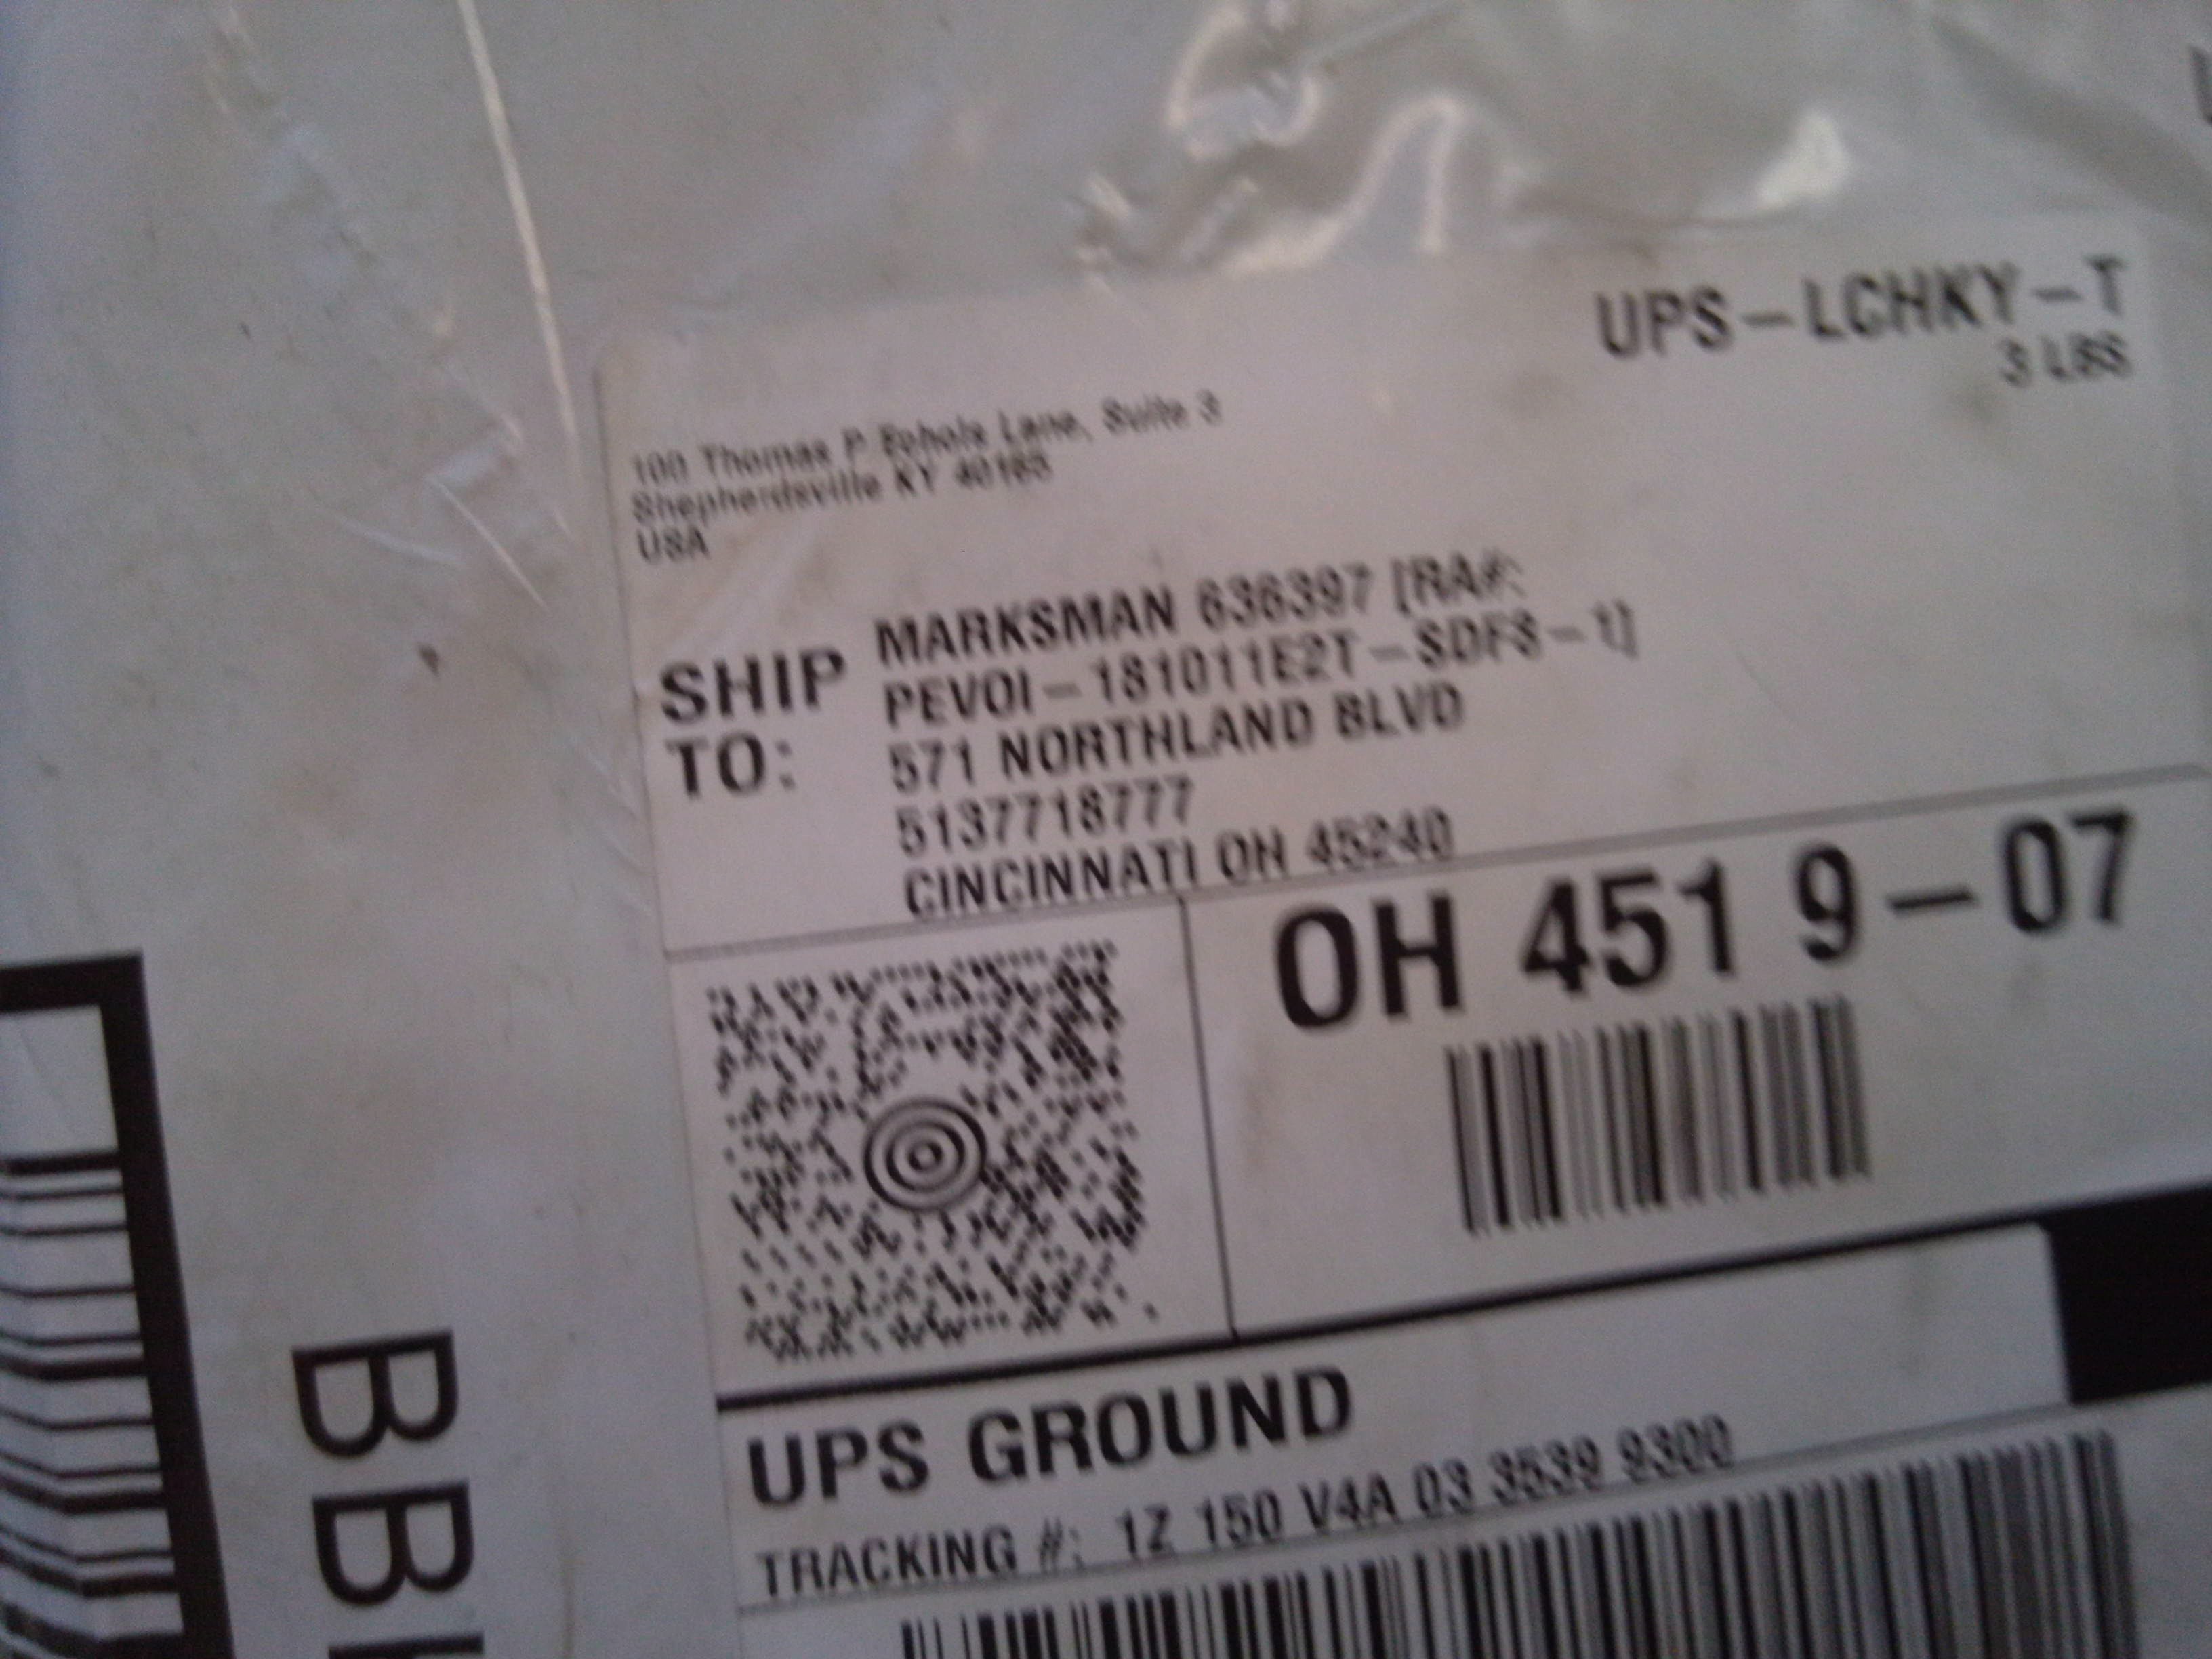 UPS-LCHKY-T
3 LBS
100 Thomas P Echols Lane, Suite 3
Shepherdsville KY 40165
USA
SHIP TO:
MARKSMAN 636397 [RA#:
PEVOI-181011E2T-SDF8-1]
571 NORTHLAND BLVD
5137718777
CINCINNATI OH 45240
OH 451 9-07
UPS GROUND
TRACKING #: 1Z 150 V4A 03 3539 9300